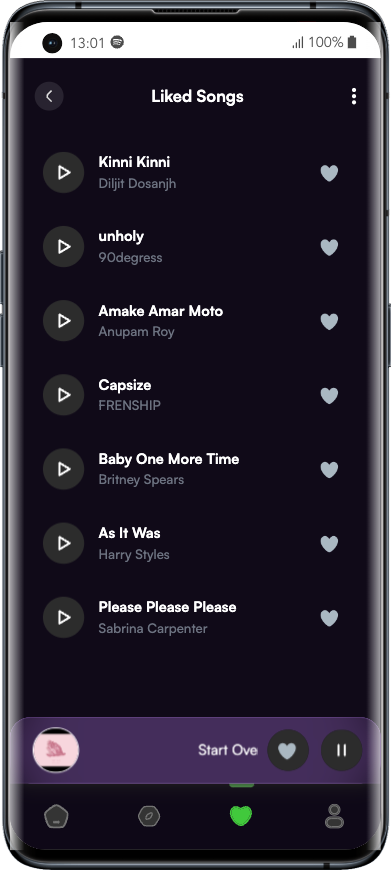 13:01
100%
Liked Songs
Kinni Kinni
Diljit Dosanjh
unholy
90degress
Amake Amar Moto
Anupam Roy
Capsize
FRENSHIP
Baby One More Time
Britney Spears
As It Was
Harry Styles
Please Please Please
Sabrina Carpenter
Start Ove